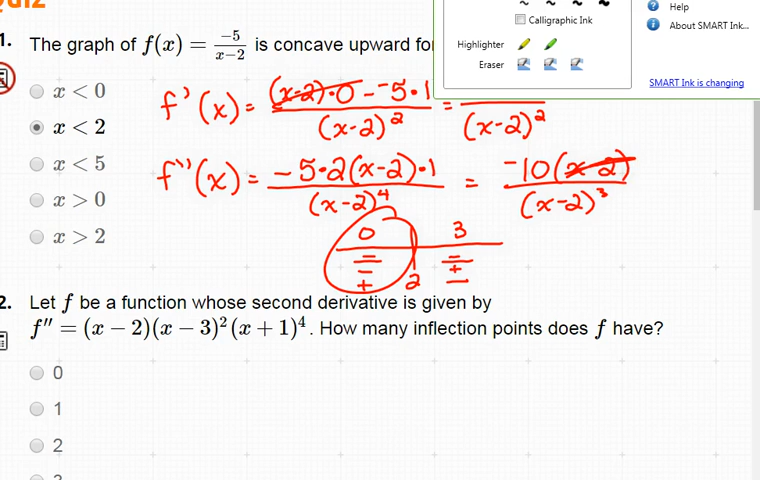 Quiz
1. The graph of f(x) = -5/(x-2) is concave upward for
x < 0
x < 2
x < 5
x > 0
x > 2
f'(x) = ((x-2)·0 - -5·1)/(x-2)^2 = /(x-2)^2
f''(x) = (-5·2(x-2)·1)/(x-2)^4 = (-10(x-2))/(x-2)^3
0 3
- -
- +
+ 2 -
2. Let f be a function whose second derivative is given by
f'' = (x - 2)(x - 3)^2(x + 1)^4. How many inflection points does f have?
0
1
2
Calligraphic Ink
Highlighter
Eraser
Help
About SMART Ink...
SMART Ink is changing